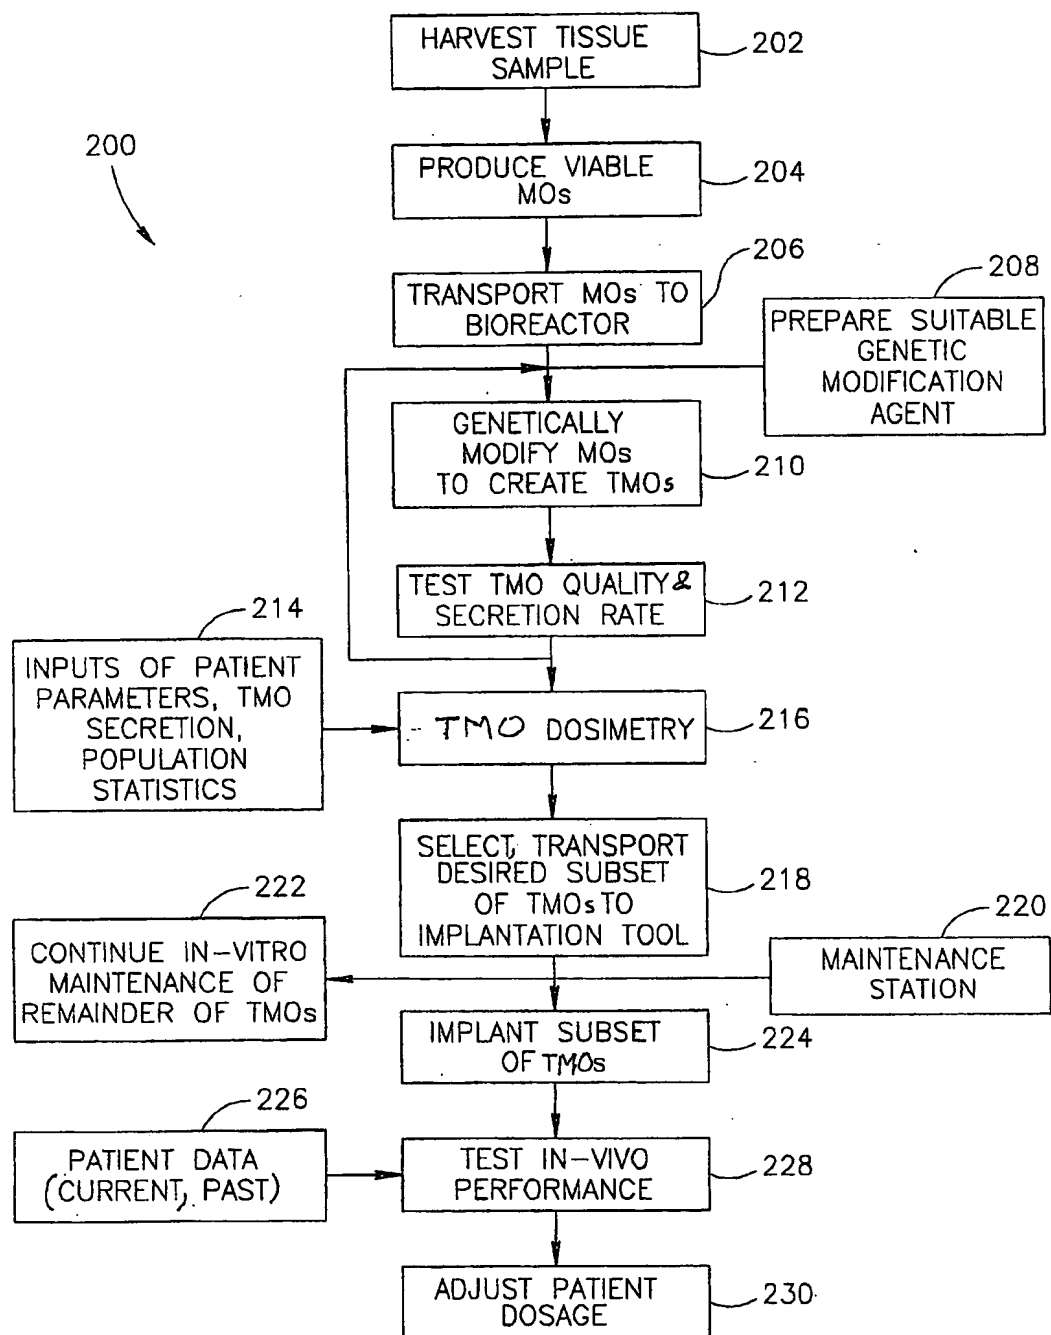 HARVEST TISSUE
SAMPLE
202
200
PRODUCE VIABLE
MOs
204
206
TRANSPORT MOs TO
BIOREACTOR
208
PREPARE SUITABLE
GENETIC
MODIFICATION
AGENT
GENETICALLY
MODIFY MOs
TO CREATE TMOs
210
TEST TMO QUALITY &
SECRETION RATE
212
214
INPUTS OF PATIENT
PARAMETERS, TMO
SECRETION,
POPULATION
STATISTICS
TMO DOSIMETRY
216
SELECT, TRANSPORT
DESIRED SUBSET
OF TMOs TO
IMPLANTATION TOOL
218
222
CONTINUE IN-VITRO
MAINTENANCE OF
REMAINDER OF TMOs
220
MAINTENANCE
STATION
IMPLANT SUBSET
OF TMOs
224
226
PATIENT DATA
(CURRENT, PAST)
TEST IN-VIVO
PERFORMANCE
228
ADJUST PATIENT
DOSAGE
230